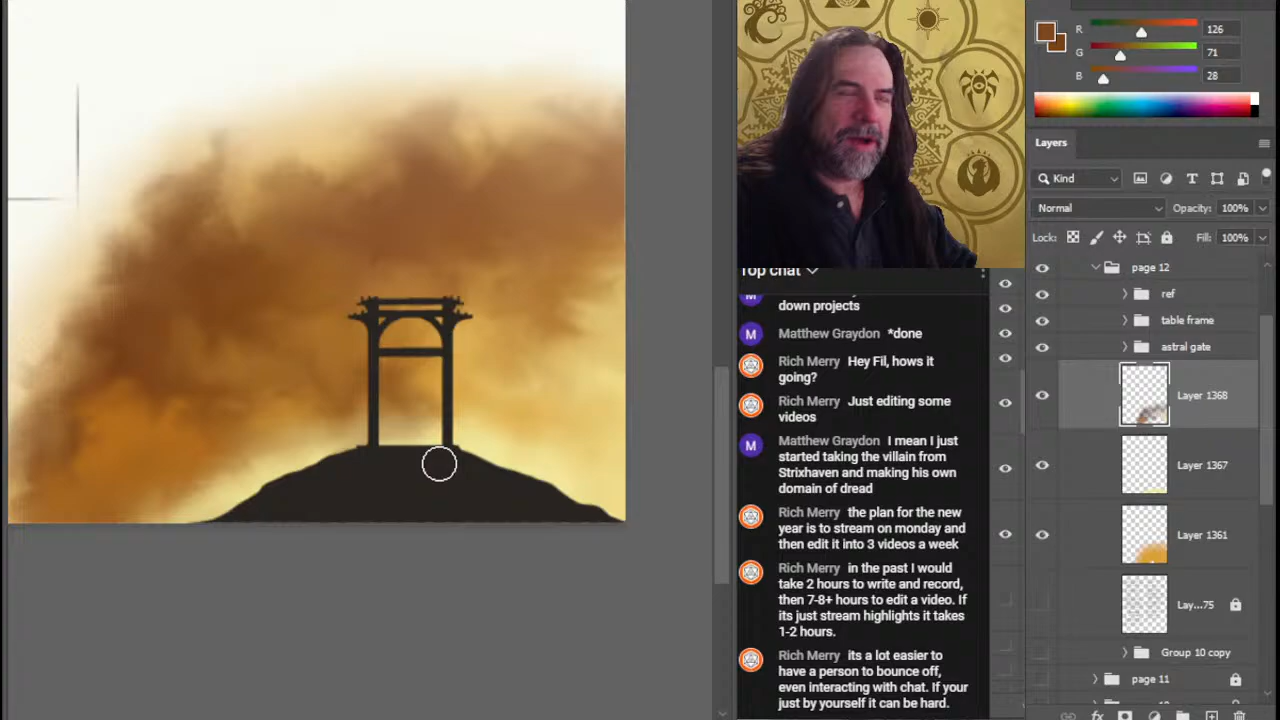 R
126
G
71
B
28
Layers
Kind
Normal
Opacity: 100%
Lock:
Fill: 100%
page 12
ref
table frame
astral gate
Layer 1368
Layer 1367
Layer 1361
Lay...75
Group 10 copy
page 11
Top chat
down projects
M
Matthew Graydon *done
Rich Merry Hey Fil, hows it
going?
Rich Merry Just editing some
videos
M
Matthew Graydon I mean I just
started taking the villain from
Strixhaven and making his own
domain of dread
Rich Merry the plan for the new
year is to stream on monday and
then edit it into 3 videos a week
Rich Merry in the past I would
take 2 hours to write and record,
then 7-8+ hours to edit a video. If
its just stream highlights it takes
1-2 hours.
Rich Merry its a lot easier to
have a person to bounce off,
even interacting with chat. If your
just by yourself it can be hard.